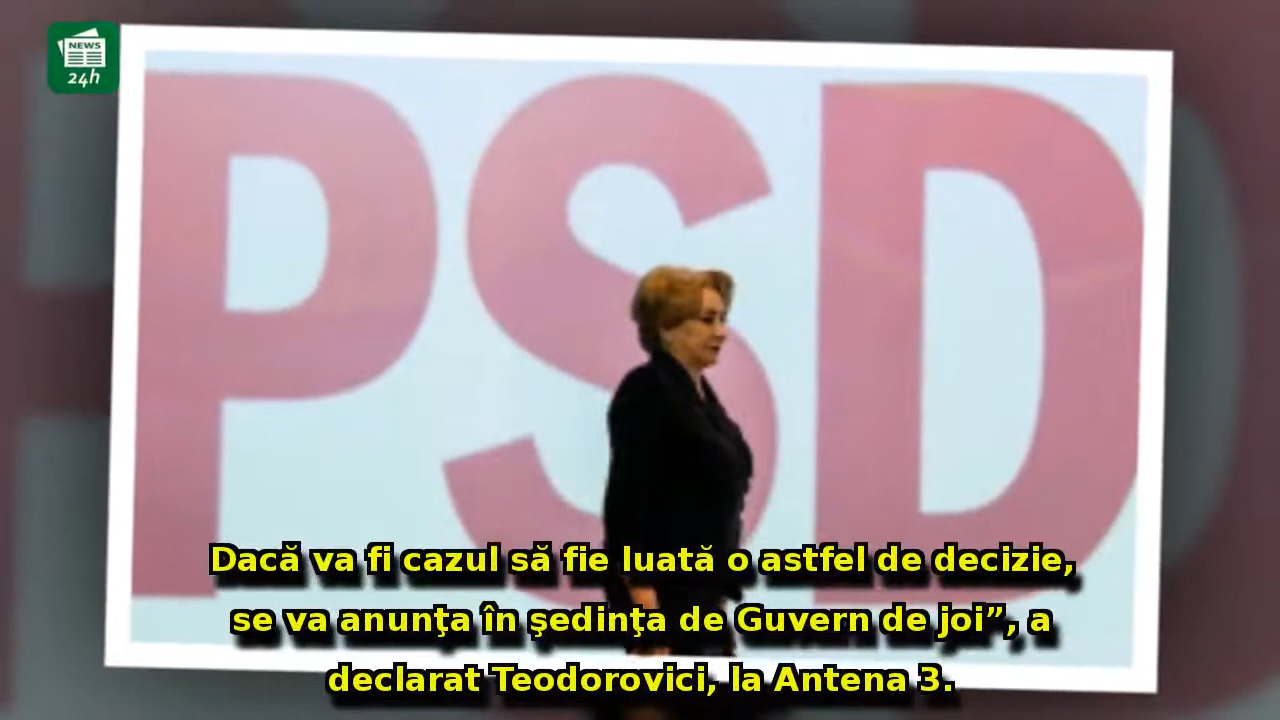 NEWS
24h
PSD
Dacă va fi cazul să fie luată o astfel de decizie,
se va anunţa în şedinţa de Guvern de joi”, a
declarat Teodorovici, la Antena 3.